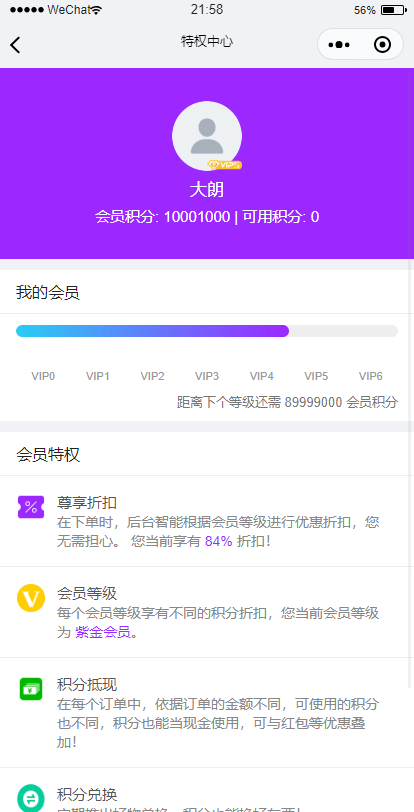 ●●●●● WeChat 21:58 56%
特权中心
VIP5
大朗
会员积分: 10001000 | 可用积分: 0
我的会员
VIP0 VIP1 VIP2 VIP3 VIP4 VIP5 VIP6
距离下个等级还需 89999000 会员积分
会员特权
尊享折扣
在下单时，后台智能根据会员等级进行优惠折扣，您
无需担心。 您当前享有 84% 折扣！
会员等级
每个会员等级享有不同的积分折扣，您当前会员等级
为 紫金会员。
积分抵现
在每个订单中，依据订单的金额不同，可使用的积分
也不同，积分也能当现金使用，可与红包等优惠叠
加！
积分兑换